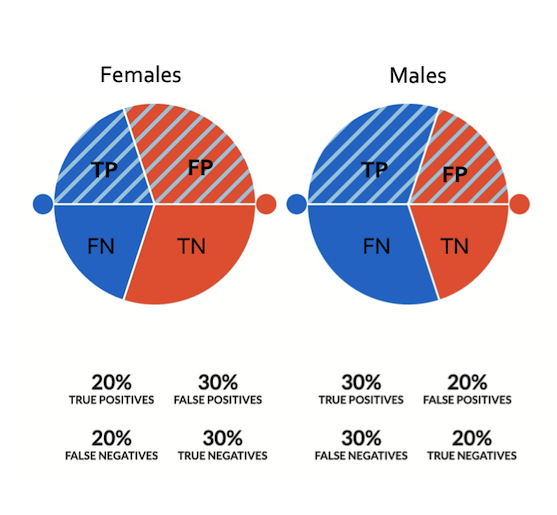 Females
Males
TP
FP
TP
FP
FN
TN
FN
TN
20%
30%
30%
20%
TRUE POSITIVES
FALSE POSITIVES
TRUE POSITIVES
FALSE POSITIVES
20%
30%
30%
20%
FALSE NEGATIVES
TRUE NEGATIVES
FALSE NEGATIVES
TRUE NEGATIVES